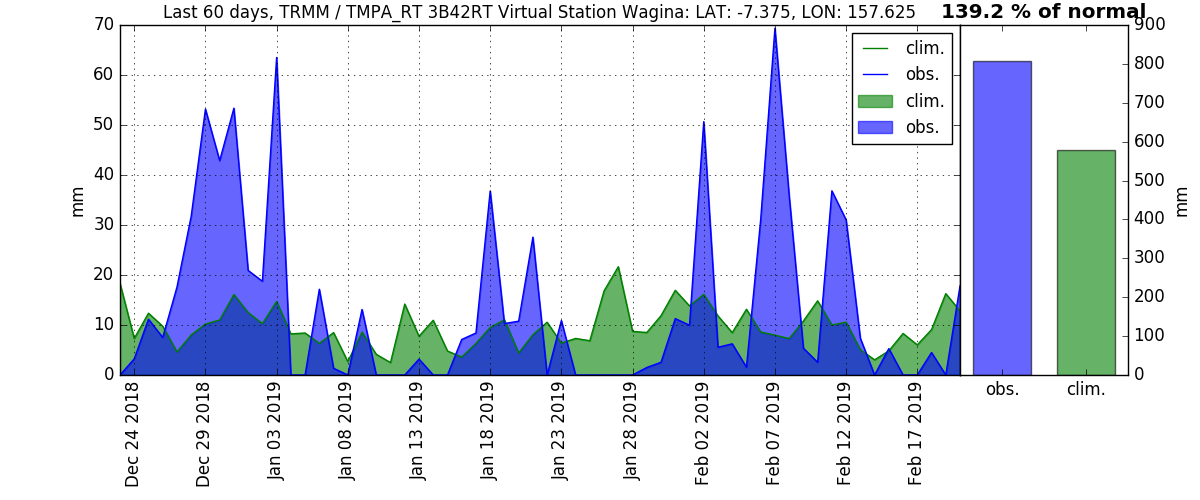 Last 60 days, TRMM / TMPA_RT 3B42RT Virtual Station Wagina: LAT: -7.375, LON: 157.625
139.2 % of normal
70
60
50
40
30
20
10
0
mm
clim.
obs.
clim.
obs.
Dec 24 2018
Dec 29 2018
Jan 03 2019
Jan 08 2019
Jan 13 2019
Jan 18 2019
Jan 23 2019
Jan 28 2019
Feb 02 2019
Feb 07 2019
Feb 12 2019
Feb 17 2019
900
800
700
600
500
400
300
200
100
0
mm
obs.
clim.